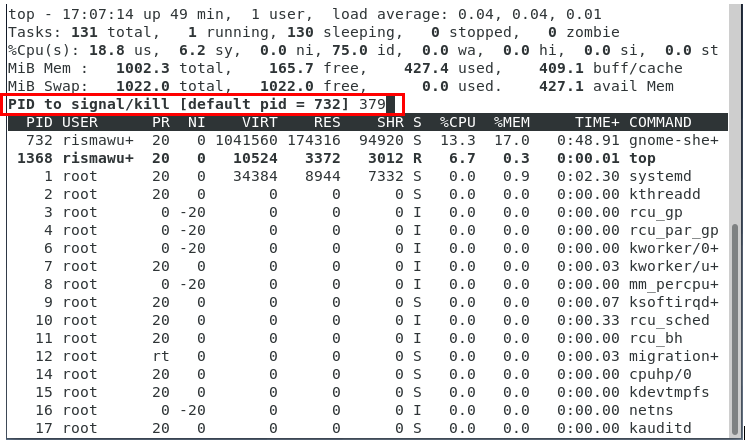 top - 17:07:14 up 49 min,  1 user,  load average: 0.04, 0.04, 0.01
Tasks: 131 total,   1 running, 130 sleeping,   0 stopped,   0 zombie
%Cpu(s): 18.8 us,  6.2 sy,  0.0 ni, 75.0 id,  0.0 wa,  0.0 hi,  0.0 si,  0.0 st
MiB Mem :   1002.3 total,    165.7 free,    427.4 used,    409.1 buff/cache
MiB Swap:   1022.0 total,   1022.0 free,      0.0 used.    427.1 avail Mem
PID to signal/kill [default pid = 732] 379
  PID USER      PR  NI    VIRT    RES    SHR S  %CPU  %MEM     TIME+ COMMAND
  732 rismawu+  20   0 1041560 174316  94920 S  13.3  17.0   0:48.91 gnome-she+
 1368 rismawu+  20   0   10524   3372   3012 R   6.7   0.3   0:00.01 top
    1 root      20   0   34384   8944   7332 S   0.0   0.9   0:02.30 systemd
    2 root      20   0       0      0      0 S   0.0   0.0   0:00.00 kthreadd
    3 root       0 -20       0      0      0 I   0.0   0.0   0:00.00 rcu_gp
    4 root       0 -20       0      0      0 I   0.0   0.0   0:00.00 rcu_par_gp
    6 root       0 -20       0      0      0 I   0.0   0.0   0:00.00 kworker/0+
    7 root      20   0       0      0      0 I   0.0   0.0   0:00.03 kworker/u+
    8 root       0 -20       0      0      0 I   0.0   0.0   0:00.00 mm_percpu+
    9 root      20   0       0      0      0 S   0.0   0.0   0:00.07 ksoftirqd+
   10 root      20   0       0      0      0 I   0.0   0.0   0:00.33 rcu_sched
   11 root      20   0       0      0      0 I   0.0   0.0   0:00.00 rcu_bh
   12 root      rt   0       0      0      0 S   0.0   0.0   0:00.03 migration+
   14 root      20   0       0      0      0 S   0.0   0.0   0:00.00 cpuhp/0
   15 root      20   0       0      0      0 S   0.0   0.0   0:00.00 kdevtmpfs
   16 root       0 -20       0      0      0 I   0.0   0.0   0:00.00 netns
   17 root      20   0       0      0      0 S   0.0   0.0   0:00.00 kauditd